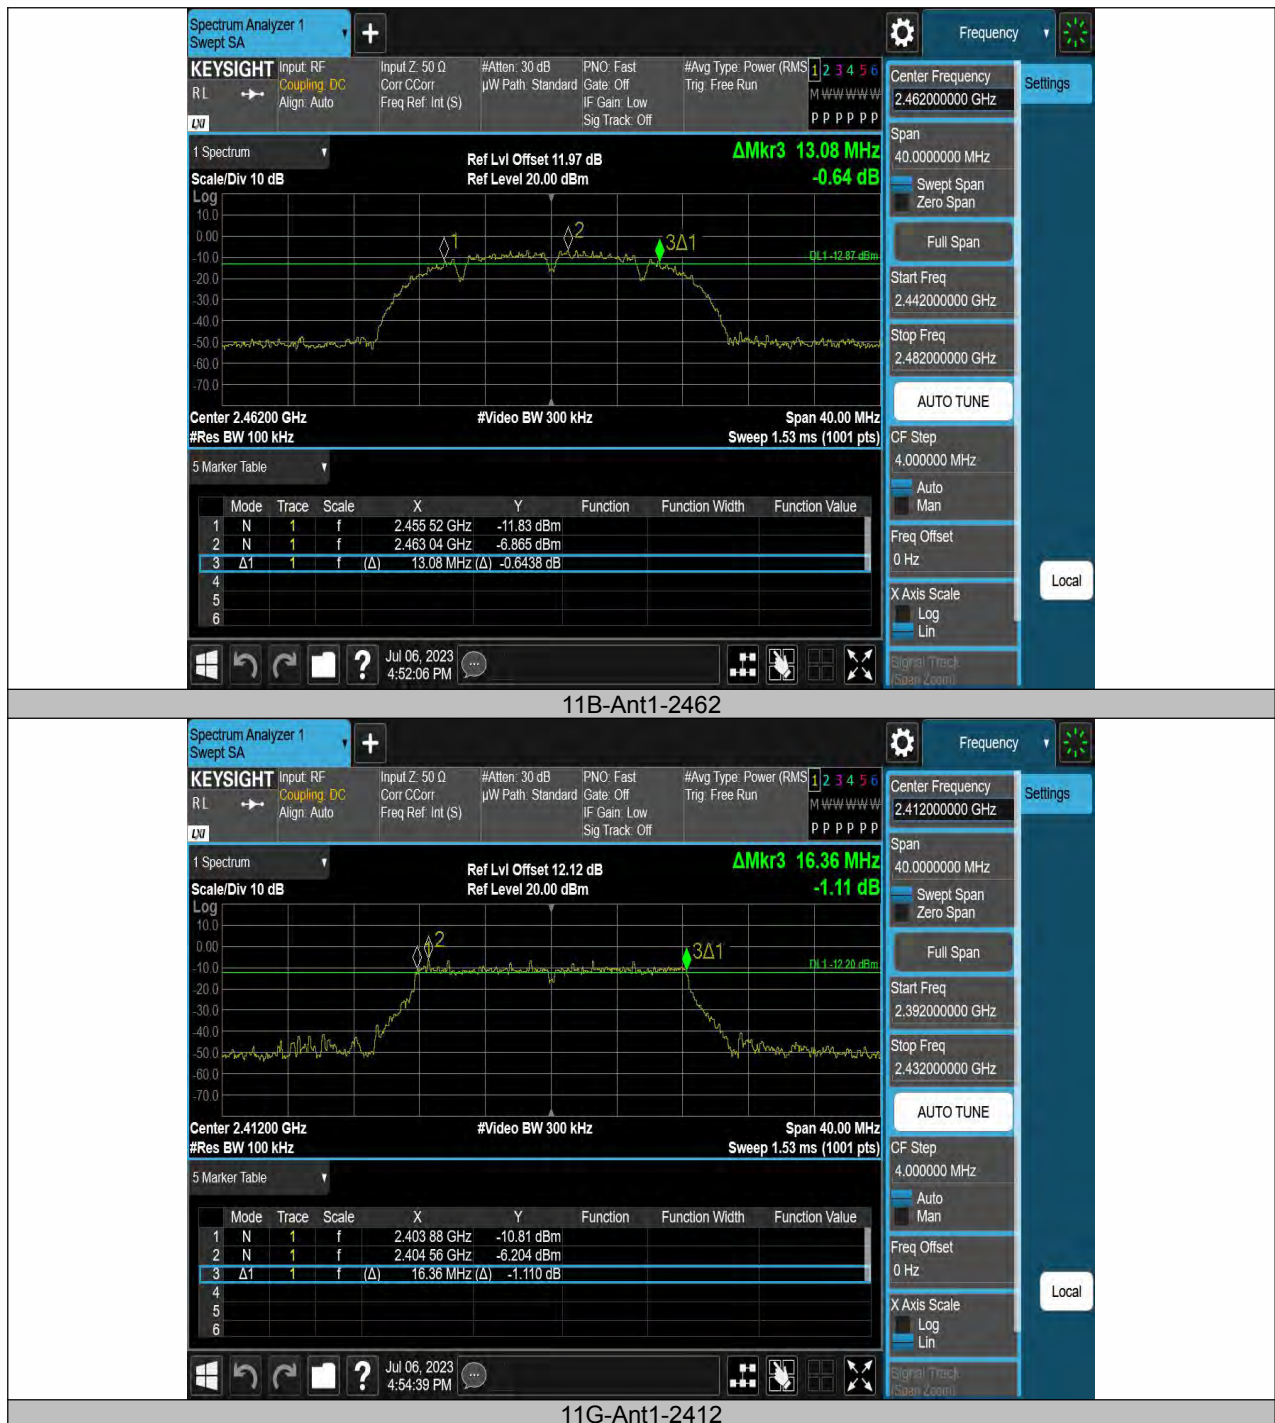 Spectrum Analyzer 1
Swept SA
+
Frequency
KEYSIGHT
Input: RF
Coupling: DC
Align: Auto
Input Z: 50 Ω
Corr CCorr
Freq Ref: Int (S)
#Atten: 30 dB
µW Path: Standard
PNO: Fast
Gate: Off
IF Gain: Low
Sig Track: Off
#Avg Type: Power (RMS
Trig: Free Run
1 2 3 4 5 6
M W W W W W
P P P P P P
R L
LXI
Center Frequency
2.462000000 GHz
Settings
Span
40.0000000 MHz
Swept Span
Zero Span
Full Span
Start Freq
2.442000000 GHz
Stop Freq
2.482000000 GHz
AUTO TUNE
CF Step
4.000000 MHz
Auto
Man
Freq Offset
0 Hz
X Axis Scale
Log
Lin
Signal Track
(Span Zoom)
Local
1 Spectrum
Scale/Div 10 dB
Ref Lvl Offset 11.97 dB
Ref Level 20.00 dBm
ΔMkr3 13.08 MHz
-0.64 dB
Log
10.0
0.00
-10.0
-20.0
-30.0
-40.0
-50.0
-60.0
-70.0
1
2
3Δ1
DL1 -12.87 dBm
Center 2.46200 GHz
#Res BW 100 kHz
#Video BW 300 kHz
Span 40.00 MHz
Sweep 1.53 ms (1001 pts)
5 Marker Table
Mode Trace Scale X Y Function Function Width Function Value
1 N 1 f 2.455 52 GHz -11.83 dBm
2 N 1 f 2.463 04 GHz -6.865 dBm
3 Δ1 1 f (Δ) 13.08 MHz (Δ) -0.6438 dB
4
5
6
?
Jul 06, 2023
4:52:06 PM
11B-Ant1-2462
Spectrum Analyzer 1
Swept SA
+
Frequency
KEYSIGHT
Input: RF
Coupling: DC
Align: Auto
Input Z: 50 Ω
Corr CCorr
Freq Ref: Int (S)
#Atten: 30 dB
µW Path: Standard
PNO: Fast
Gate: Off
IF Gain: Low
Sig Track: Off
#Avg Type: Power (RMS
Trig: Free Run
1 2 3 4 5 6
M W W W W W
P P P P P P
R L
LXI
Center Frequency
2.412000000 GHz
Settings
Span
40.0000000 MHz
Swept Span
Zero Span
Full Span
Start Freq
2.392000000 GHz
Stop Freq
2.432000000 GHz
AUTO TUNE
CF Step
4.000000 MHz
Auto
Man
Freq Offset
0 Hz
X Axis Scale
Log
Lin
Signal Track
(Span Zoom)
Local
1 Spectrum
Scale/Div 10 dB
Ref Lvl Offset 12.12 dB
Ref Level 20.00 dBm
ΔMkr3 16.36 MHz
-1.11 dB
Log
10.0
0.00
-10.0
-20.0
-30.0
-40.0
-50.0
-60.0
-70.0
2
3Δ1
DL1 -12.20 dBm
Center 2.41200 GHz
#Res BW 100 kHz
#Video BW 300 kHz
Span 40.00 MHz
Sweep 1.53 ms (1001 pts)
5 Marker Table
Mode Trace Scale X Y Function Function Width Function Value
1 N 1 f 2.403 88 GHz -10.81 dBm
2 N 1 f 2.404 56 GHz -6.204 dBm
3 Δ1 1 f (Δ) 16.36 MHz (Δ) -1.110 dB
4
5
6
?
Jul 06, 2023
4:54:39 PM
11G-Ant1-2412